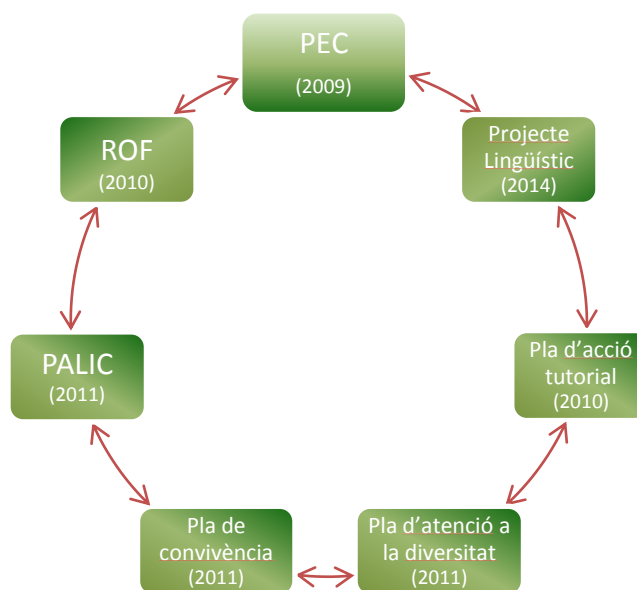 PEC
(2009)
Projecte
Lingüístic
(2014)
Pla d'acció
tutorial
(2010)
Pla d'atenció a
la diversitat
(2011)
Pla de
convivència
(2011)
PALIC
(2011)
ROF
(2010)